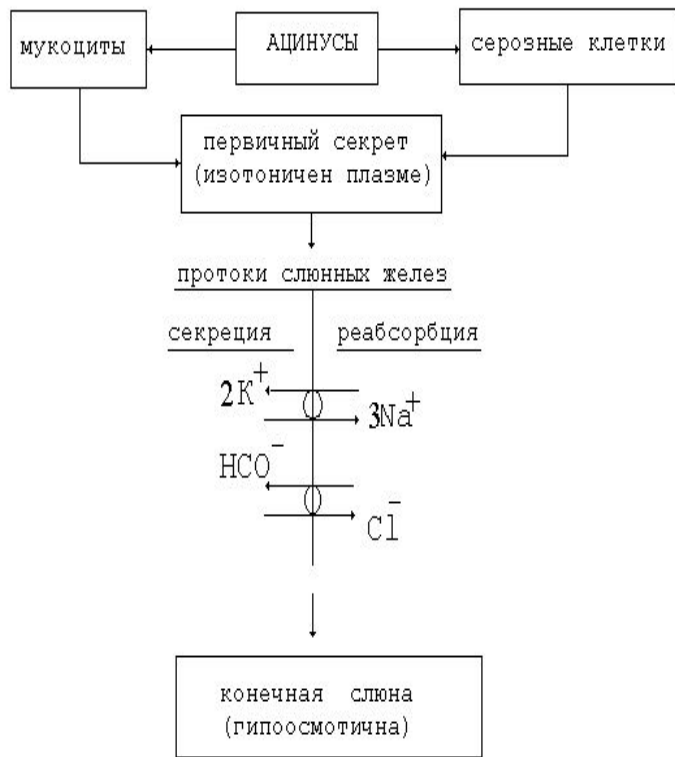 мукоциты
АЦИНУСЫ
серозные клетки
первичный секрет
(изотоничен плазме)
протоки слюнных желез
секреция
реабсорбция
2К⁺
3Na⁺
HCO⁻
Cl⁻
конечная слюна
(гипоосмотична)